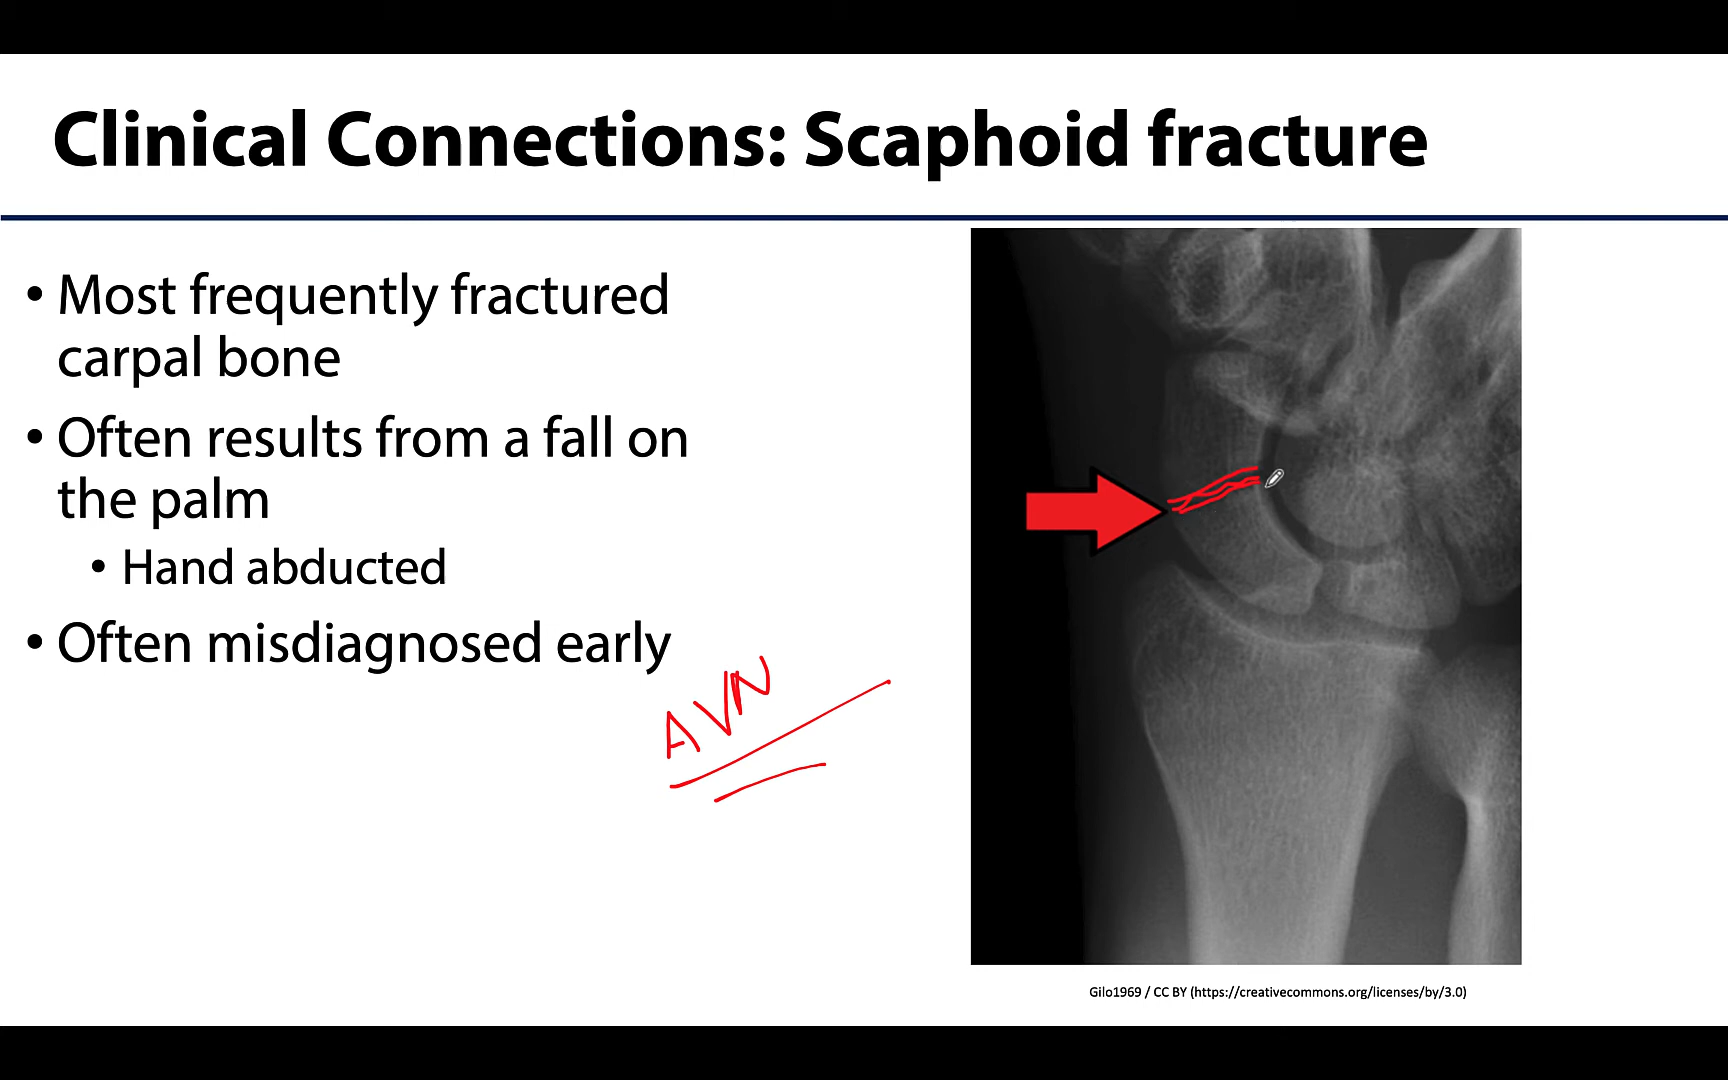 Clinical Connections: Scaphoid fracture
• Most frequently fractured
carpal bone
• Often results from a fall on
the palm
• Hand abducted
• Often misdiagnosed early
AVN
Gilo1969 / CC BY (https://creativecommons.org/licenses/by/3.0)